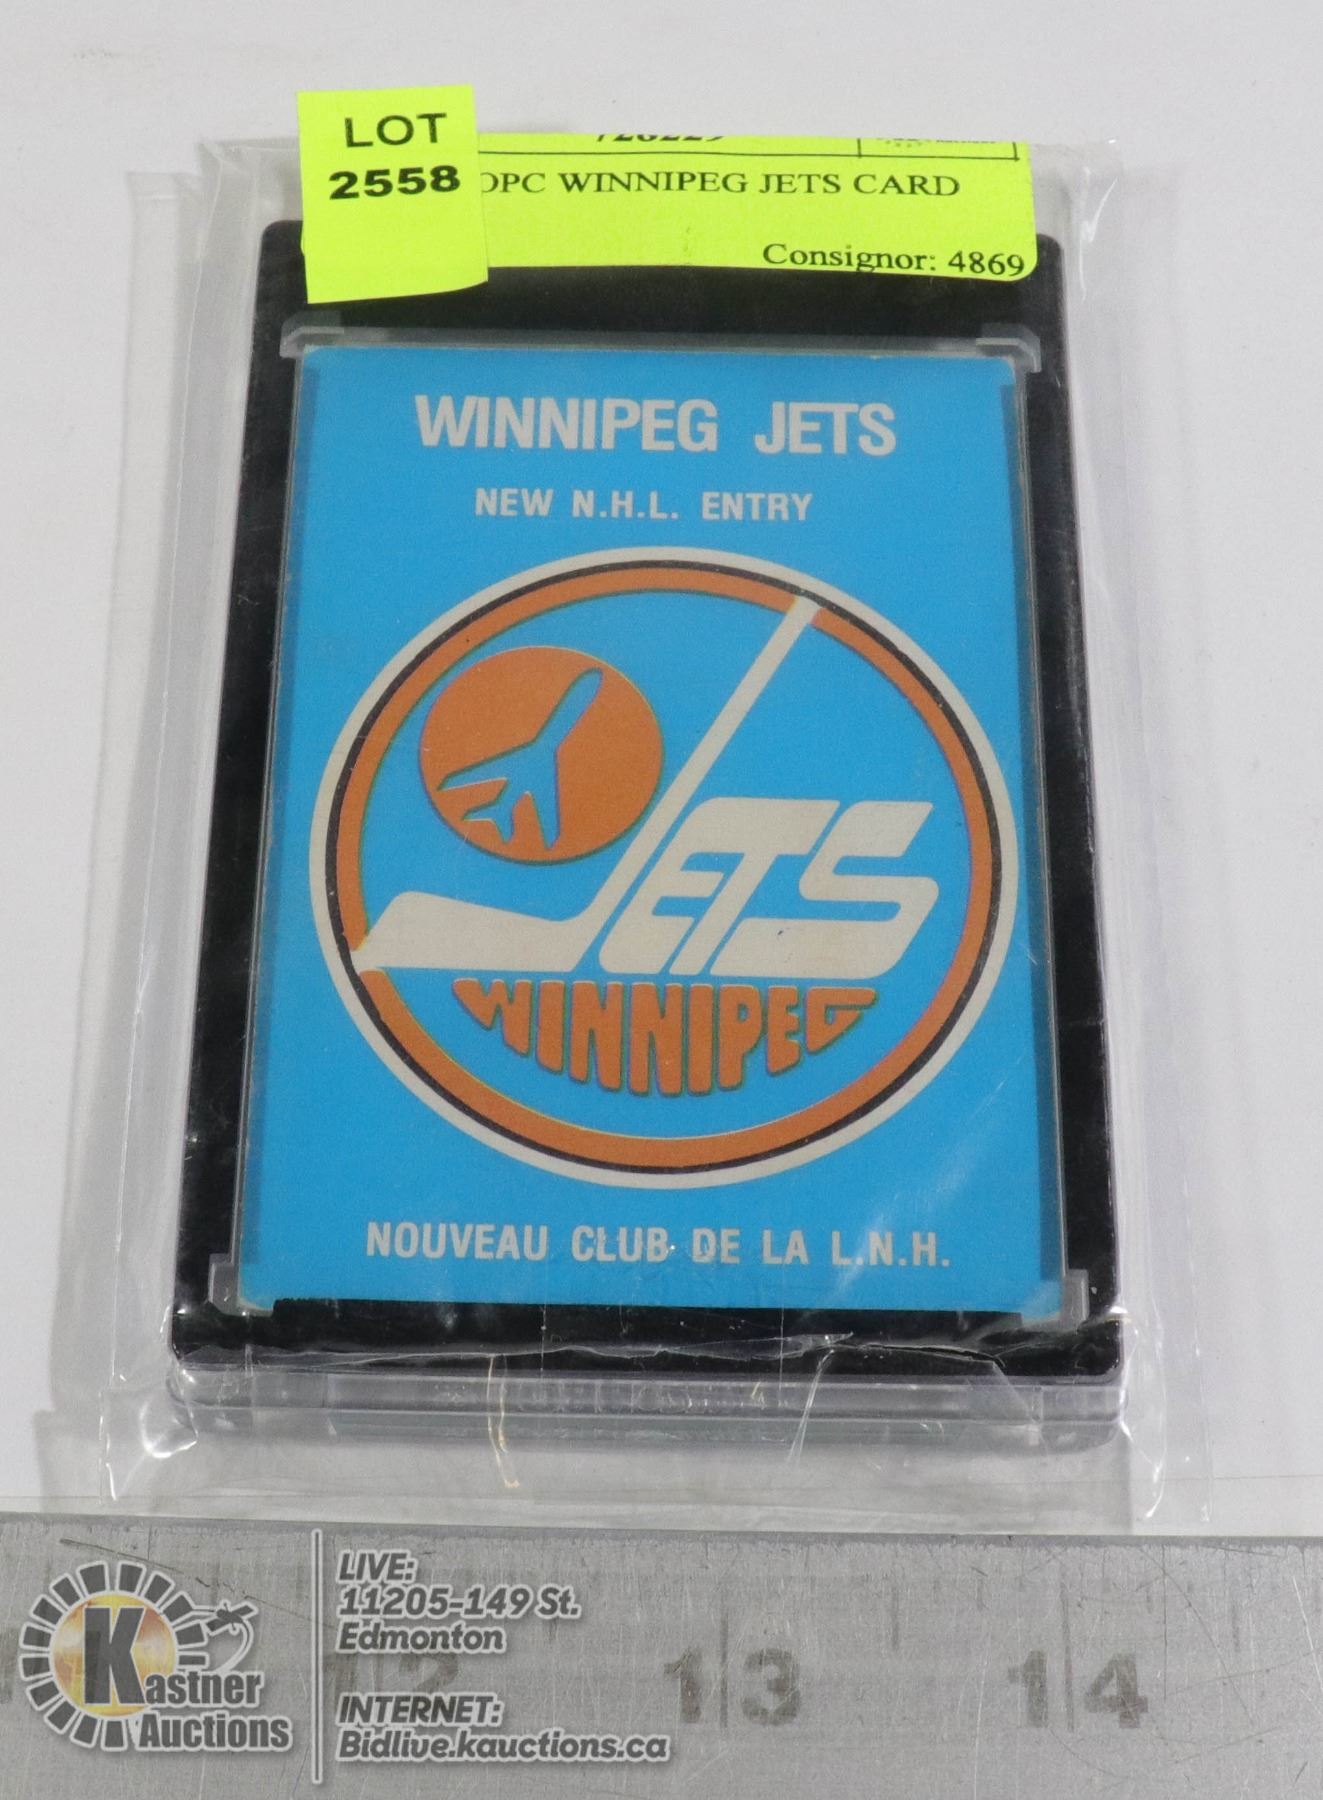 LOT
2558
OPC WINNIPEG JETS CARD
Consignor: 4869
WINNIPEG JETS
NEW N.H.L. ENTRY
JETS
WINNIPEG
NOUVEAU CLUB DE LA L.N.H.
12 13 14
Kastner
Auctions
LIVE:
11205-149 St.
Edmonton
INTERNET:
Bidlive.kauctions.ca